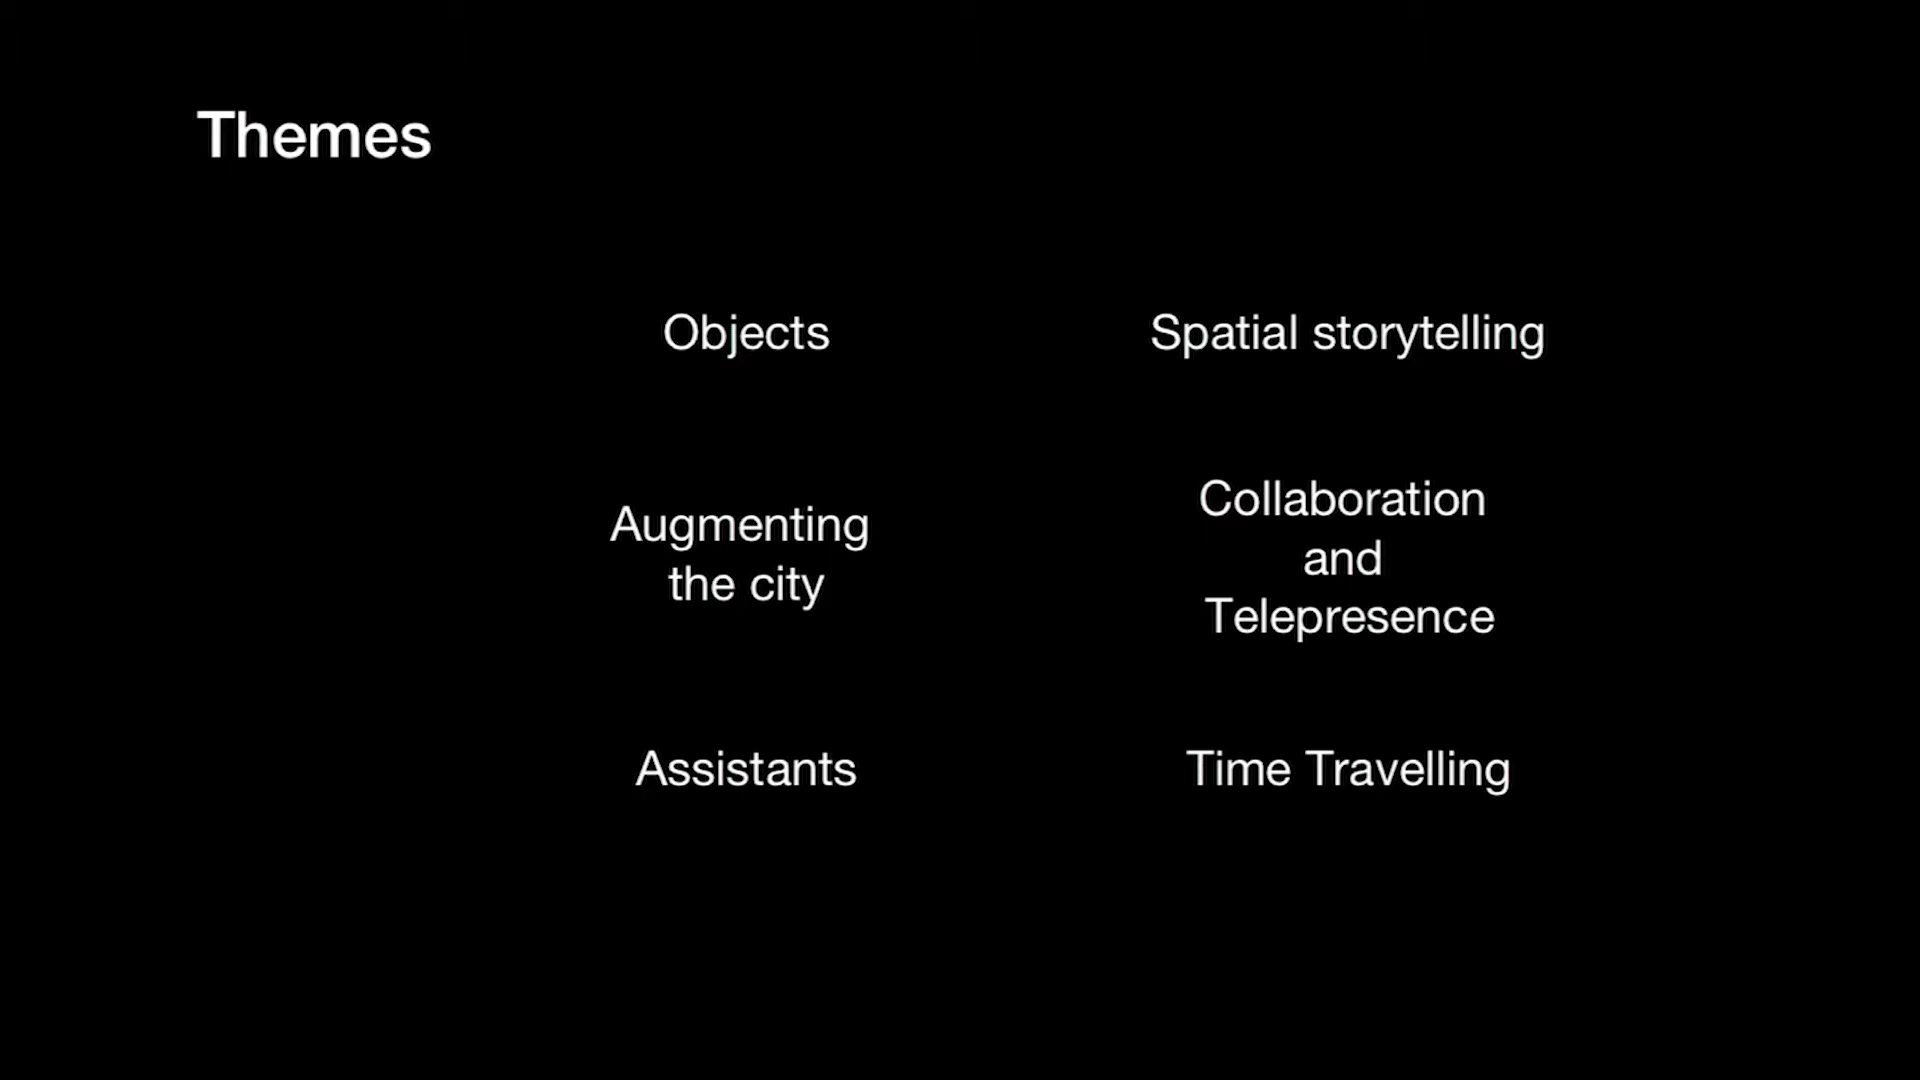 Themes
Objects
Spatial storytelling
Augmenting
the city
Collaboration
and
Telepresence
Assistants
Time Travelling